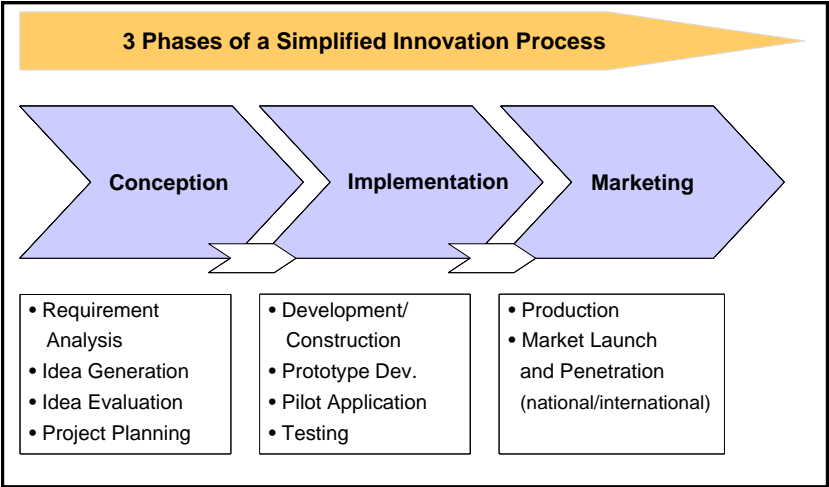 3 Phases of a Simplified Innovation Process
Conception
Implementation
Marketing
• Requirement
Analysis
• Idea Generation
• Idea Evaluation
• Project Planning
• Development/
Construction
• Prototype Dev.
• Pilot Application
• Testing
• Production
• Market Launch
and Penetration
(national/international)